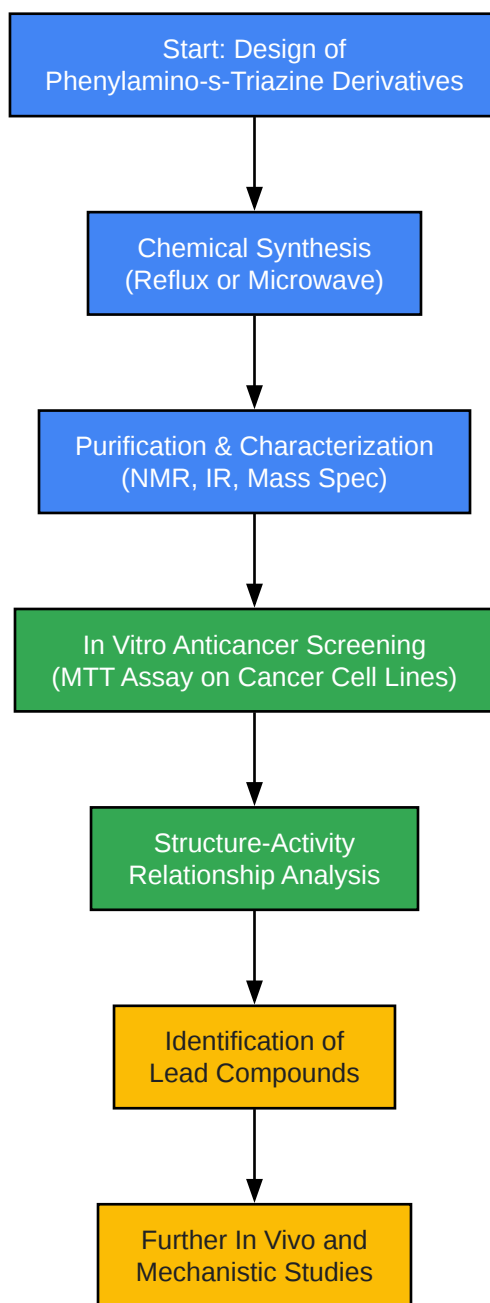 Start: Design of
Phenylamino-s-Triazine Derivatives
Chemical Synthesis
(Reflux or Microwave)
Purification & Characterization
(NMR, IR, Mass Spec)
In Vitro Anticancer Screening
(MTT Assay on Cancer Cell Lines)
Structure-Activity
Relationship Analysis
Identification of
Lead Compounds
Further In Vivo and
Mechanistic Studies